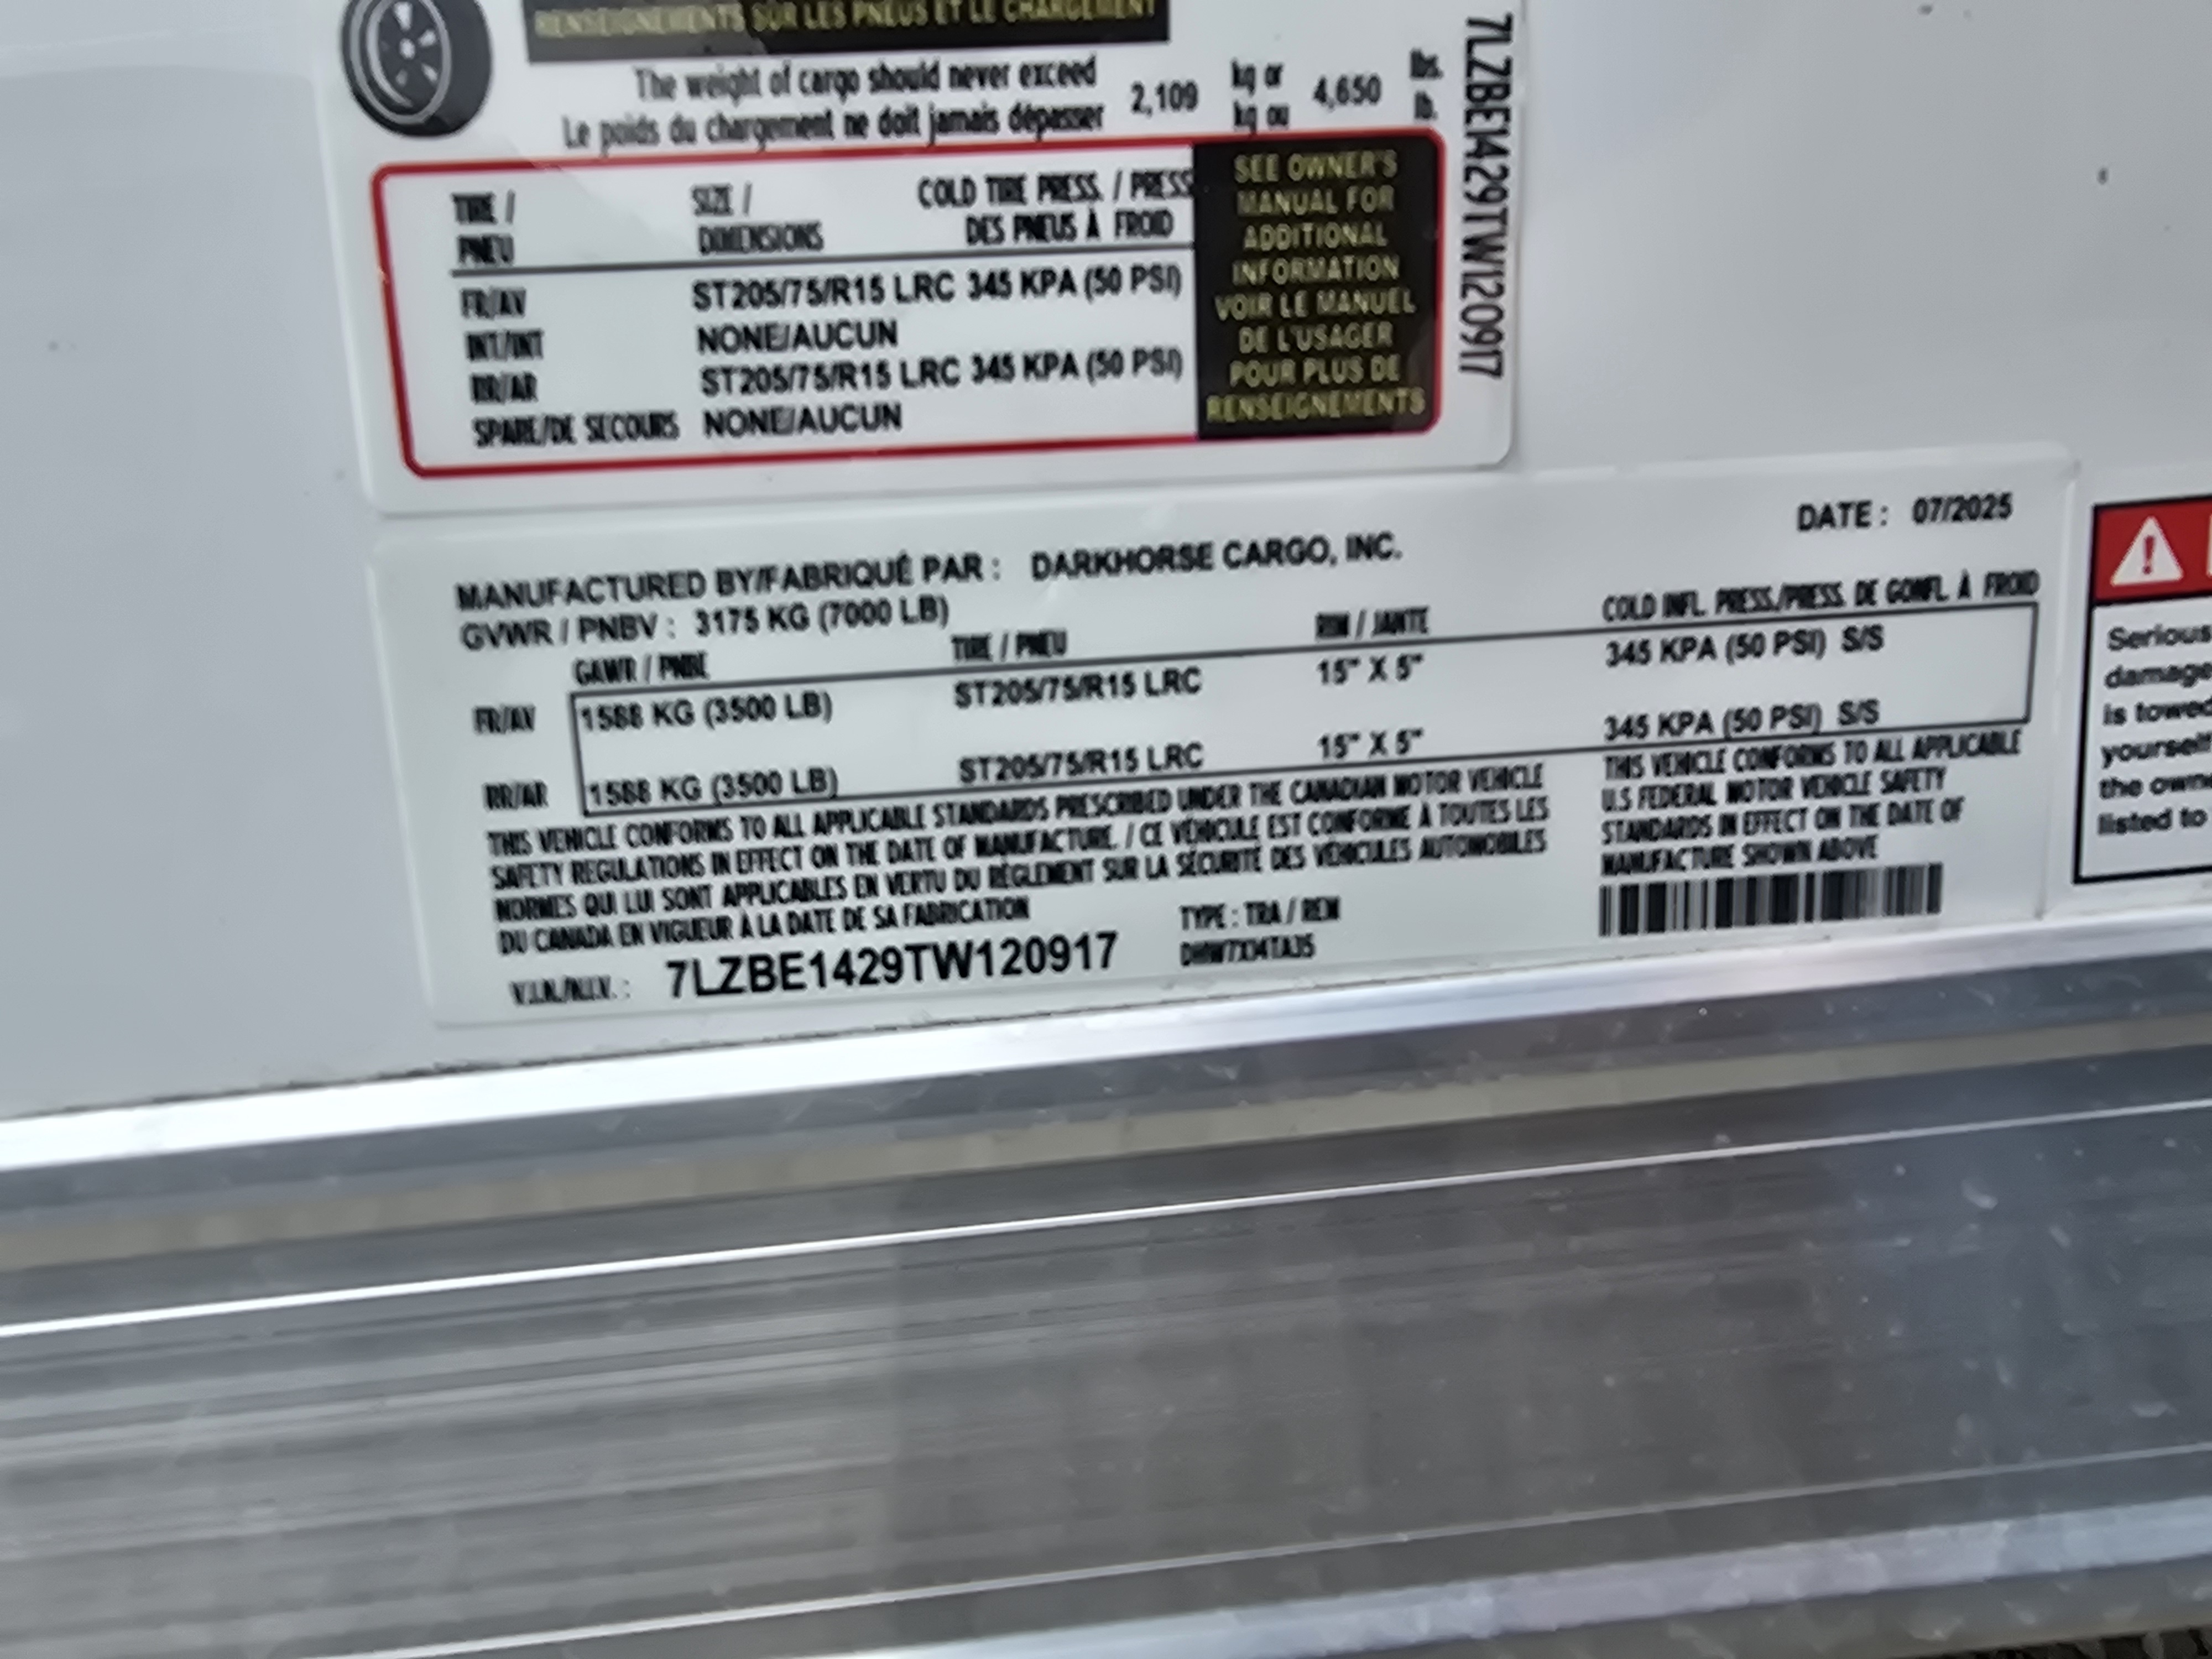 RENSEIGNEMENTS SUR LES PNEUS ET LE CHARGEMENT
The weight of cargo should never exceed
Le poids du chargement ne doit jamais dépasser
2,109
kg or
kg ou
4,650
lbs.
lb.
TIRE /
PNEU
SIZE /
DIMENSIONS
COLD TIRE PRESS. / PRESS
DES PNEUS À FROID
FR/AV ST205/75/R15 LRC 345 KPA (50 PSI)
INT/INT NONE/AUCUN
RR/AR ST205/75/R15 LRC 345 KPA (50 PSI)
SPARE/DE SECOURS NONE/AUCUN
SEE OWNER'S
MANUAL FOR
ADDITIONAL
INFORMATION
VOIR LE MANUEL
DE L'USAGER
POUR PLUS DE
RENSEIGNEMENTS
7LZBE1429TW120917
DATE : 07/2025
MANUFACTURED BY/FABRIQUÉ PAR : DARKHORSE CARGO, INC.
GVWR / PNBV : 3175 KG (7000 LB)
GAWR / PNBE TIRE / PNEU RIM / JANTE COLD INFL. PRESS./PRESS. DE GONFL. À FROID
FR/AV 1588 KG (3500 LB) ST205/75/R15 LRC 15" X 5" 345 KPA (50 PSI) S/S
RR/AR 1588 KG (3500 LB) ST205/75/R15 LRC 15" X 5" 345 KPA (50 PSI) S/S
THIS VEHICLE CONFORMS TO ALL APPLICABLE STANDARDS PRESCRIBED UNDER THE CANADIAN MOTOR VEHICLE
SAFETY REGULATIONS IN EFFECT ON THE DATE OF MANUFACTURE. / CE VÉHICULE EST CONFORME À TOUTES LES
NORMES QUI LUI SONT APPLICABLES EN VERTU DU RÈGLEMENT SUR LA SÉCURITÉ DES VÉHICULES AUTOMOBILES
DU CANADA EN VIGUEUR À LA DATE DE SA FABRICATION
THIS VEHICLE CONFORMS TO ALL APPLICABLE
U.S FEDERAL MOTOR VEHICLE SAFETY
STANDARDS IN EFFECT ON THE DATE OF
MANUFACTURE SHOWN ABOVE
V.I.N./N.I.V. : 7LZBE1429TW120917
TYPE : TRA / REM
DHW7X14TA35
Serious
damage
is towed
yourself
the owne
listed to